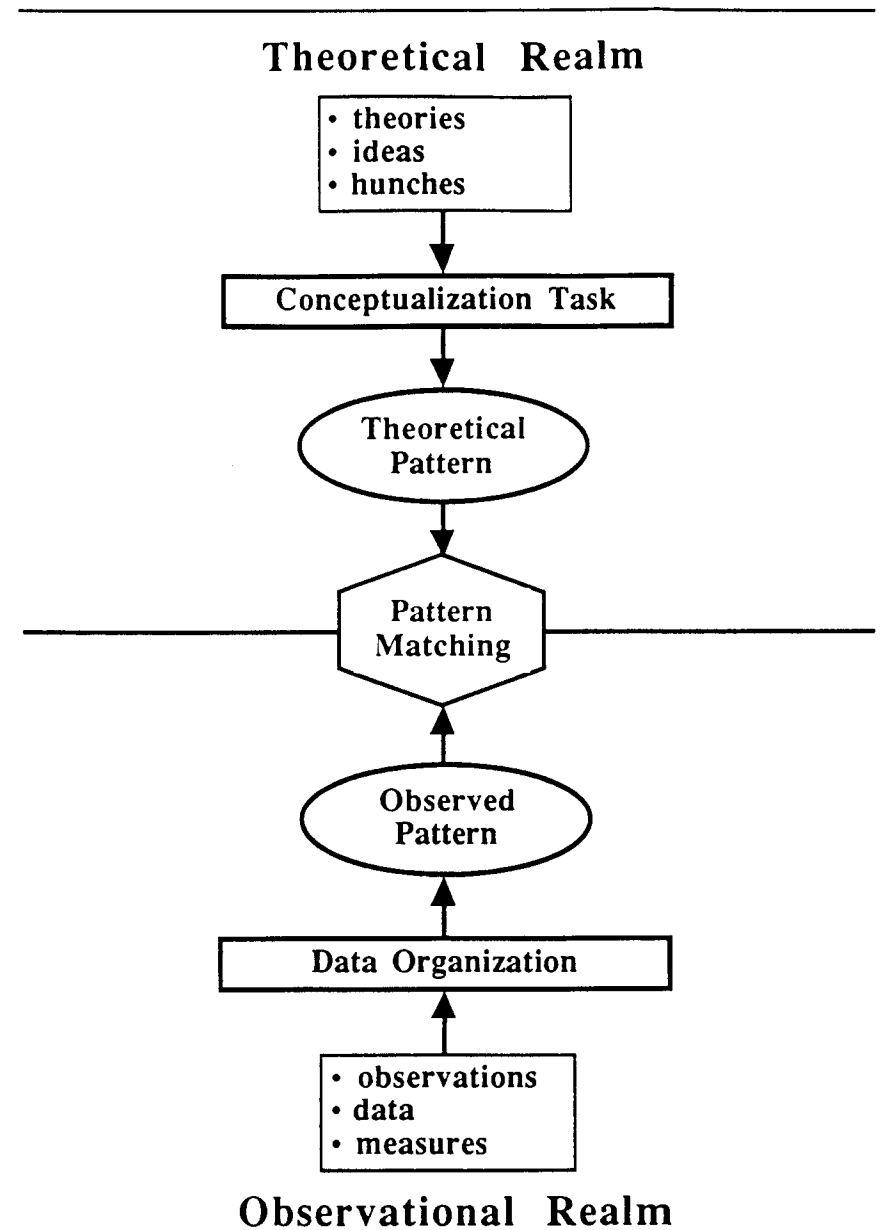 Theoretical Realm
• theories
• ideas
• hunches
Conceptualization Task
Theoretical
Pattern
Pattern
Matching
Observed
Pattern
Data Organization
• observations
• data
• measures
Observational Realm